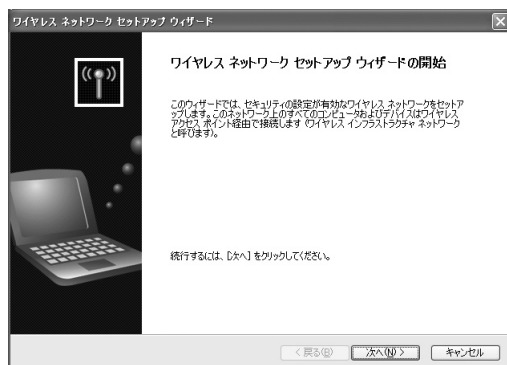 ワイヤレス ネットワーク セットアップ ウィザード
ワイヤレス ネットワーク セットアップ ウィザードの開始
このウィザードでは、セキュリティの設定が有効なワイヤレス ネットワークをセットア
ップします。このネットワーク上のすべてのコンピュータおよびデバイスはワイヤレス
アクセス ポイント経由で接続します (ワイヤレス インフラストラクチャ ネットワーク
と呼びます)。
続行するには、[次へ] をクリックしてください。
< 戻る(B) 次へ(N) > キャンセル